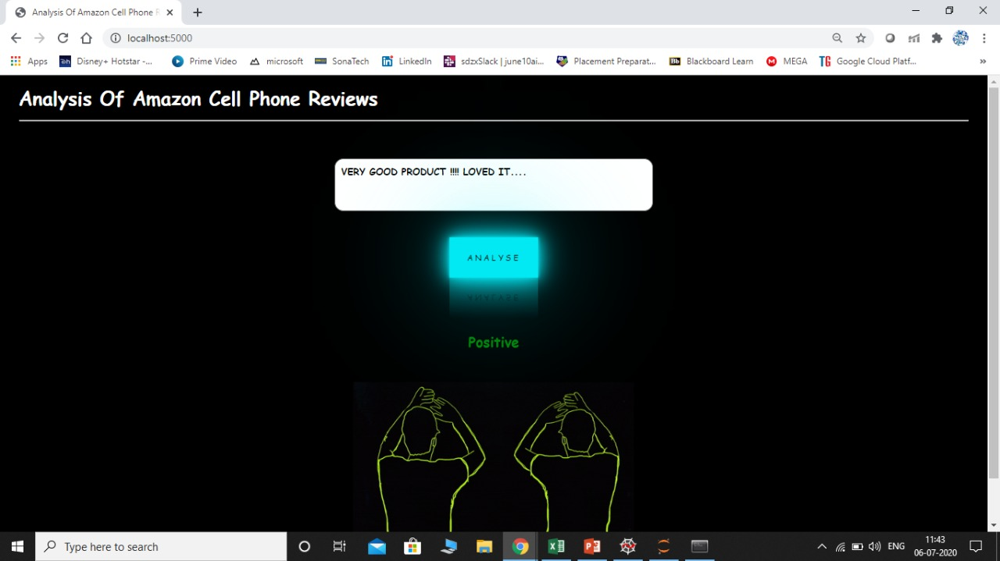 Analysis Of Amazon Cell Phone R
localhost:5000
Apps Disney+ Hotstar -... Prime Video microsoft SonaTech LinkedIn sdzxSlack | june10ai... Placement Preparat... Bb Blackboard Learn M MEGA TG Google Cloud Platf... »
Analysis Of Amazon Cell Phone Reviews
VERY GOOD PRODUCT !!!! LOVED IT....
ANALYSE
Positive
Type here to search
ENG
11:43
06-07-2020